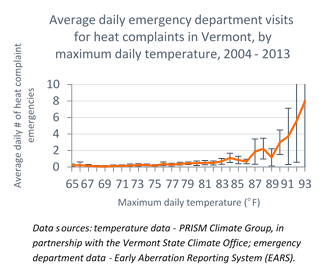 Average daily emergency department visits
for heat complaints in Vermont, by
maximum daily temperature, 2004 - 2013
Average daily # of heat complaint
emergencies
10
8
6
4
2
0
65 67 69 71 73 75 77 79 81 83 85 87 89 91 93
Maximum daily temperature (°F)
Data sources: temperature data - PRISM Climate Group, in
partnership with the Vermont State Climate Office; emergency
department data - Early Aberration Reporting System (EARS).